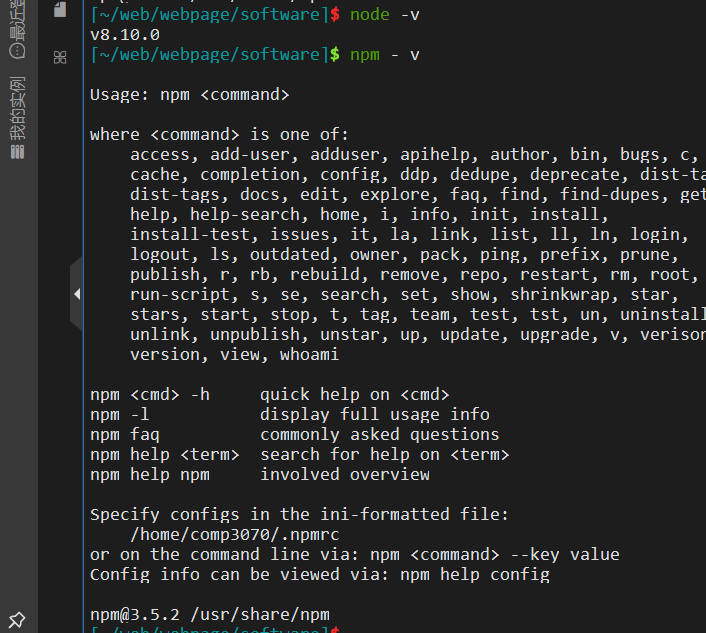 最近登
我的实例
[~/web/webpage/software]$ node -v
v8.10.0
[~/web/webpage/software]$ npm - v
Usage: npm <command>
where <command> is one of:
access, add-user, adduser, apihelp, author, bin, bugs, c,
cache, completion, config, ddp, dedupe, deprecate, dist-ta
dist-tags, docs, edit, explore, faq, find, find-dupes, get
help, help-search, home, i, info, init, install,
install-test, issues, it, la, link, list, ll, ln, login,
logout, ls, outdated, owner, pack, ping, prefix, prune,
publish, r, rb, rebuild, remove, repo, restart, rm, root,
run-script, s, se, search, set, show, shrinkwrap, star,
stars, start, stop, t, tag, team, test, tst, un, uninstall
unlink, unpublish, unstar, up, update, upgrade, v, verison
version, view, whoami
npm <cmd> -h     quick help on <cmd>
npm -l           display full usage info
npm faq          commonly asked questions
npm help <term>  search for help on <term>
npm help npm     involved overview
Specify configs in the ini-formatted file:
/home/comp3070/.npmrc
or on the command line via: npm <command> --key value
Config info can be viewed via: npm help config
npm@3.5.2 /usr/share/npm
[~/web/webpage/software]$